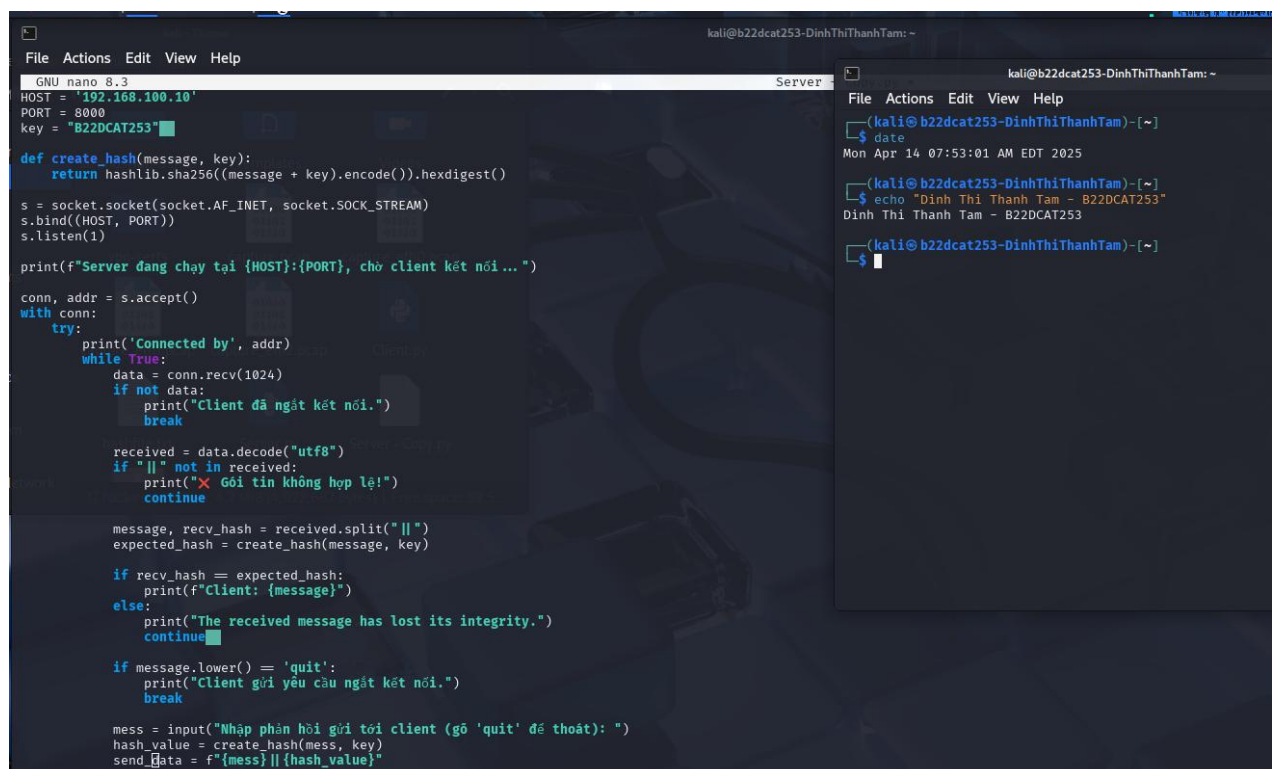 kali@b22dcat253-DinhThiThanhTam: ~
File Actions Edit View Help
GNU nano 8.3
Server -
HOST = '192.168.100.10'
PORT = 8000
key = "B22DCAT253"
def create_hash(message, key):
    return hashlib.sha256((message + key).encode()).hexdigest()
s = socket.socket(socket.AF_INET, socket.SOCK_STREAM)
s.bind((HOST, PORT))
s.listen(1)
print(f"Server đang chạy tại {HOST}:{PORT}, chờ client kết nối...")
conn, addr = s.accept()
with conn:
    try:
        print('Connected by', addr)
        while True:
            data = conn.recv(1024)
            if not data:
                print("Client đã ngắt kết nối.")
                break
            received = data.decode("utf8")
            if "||" not in received:
                print("❌ Gói tin không hợp lệ!")
                continue
            message, recv_hash = received.split("||")
            expected_hash = create_hash(message, key)
            if recv_hash == expected_hash:
                print(f"Client: {message}")
            else:
                print("The received message has lost its integrity.")
                continue
            if message.lower() == 'quit':
                print("Client gửi yêu cầu ngắt kết nối.")
                break
            mess = input("Nhập phản hồi gửi tới client (gõ 'quit' để thoát): ")
            hash_value = create_hash(mess, key)
            send_data = f"{mess}||{hash_value}"
kali@b22dcat253-DinhThiThanhTam: ~
File Actions Edit View Help
┌──(kali㉿b22dcat253-DinhThiThanhTam)-[~]
└─$ date
Mon Apr 14 07:53:01 AM EDT 2025
┌──(kali㉿b22dcat253-DinhThiThanhTam)-[~]
└─$ echo "Dinh Thi Thanh Tam - B22DCAT253"
Dinh Thi Thanh Tam - B22DCAT253
┌──(kali㉿b22dcat253-DinhThiThanhTam)-[~]
└─$